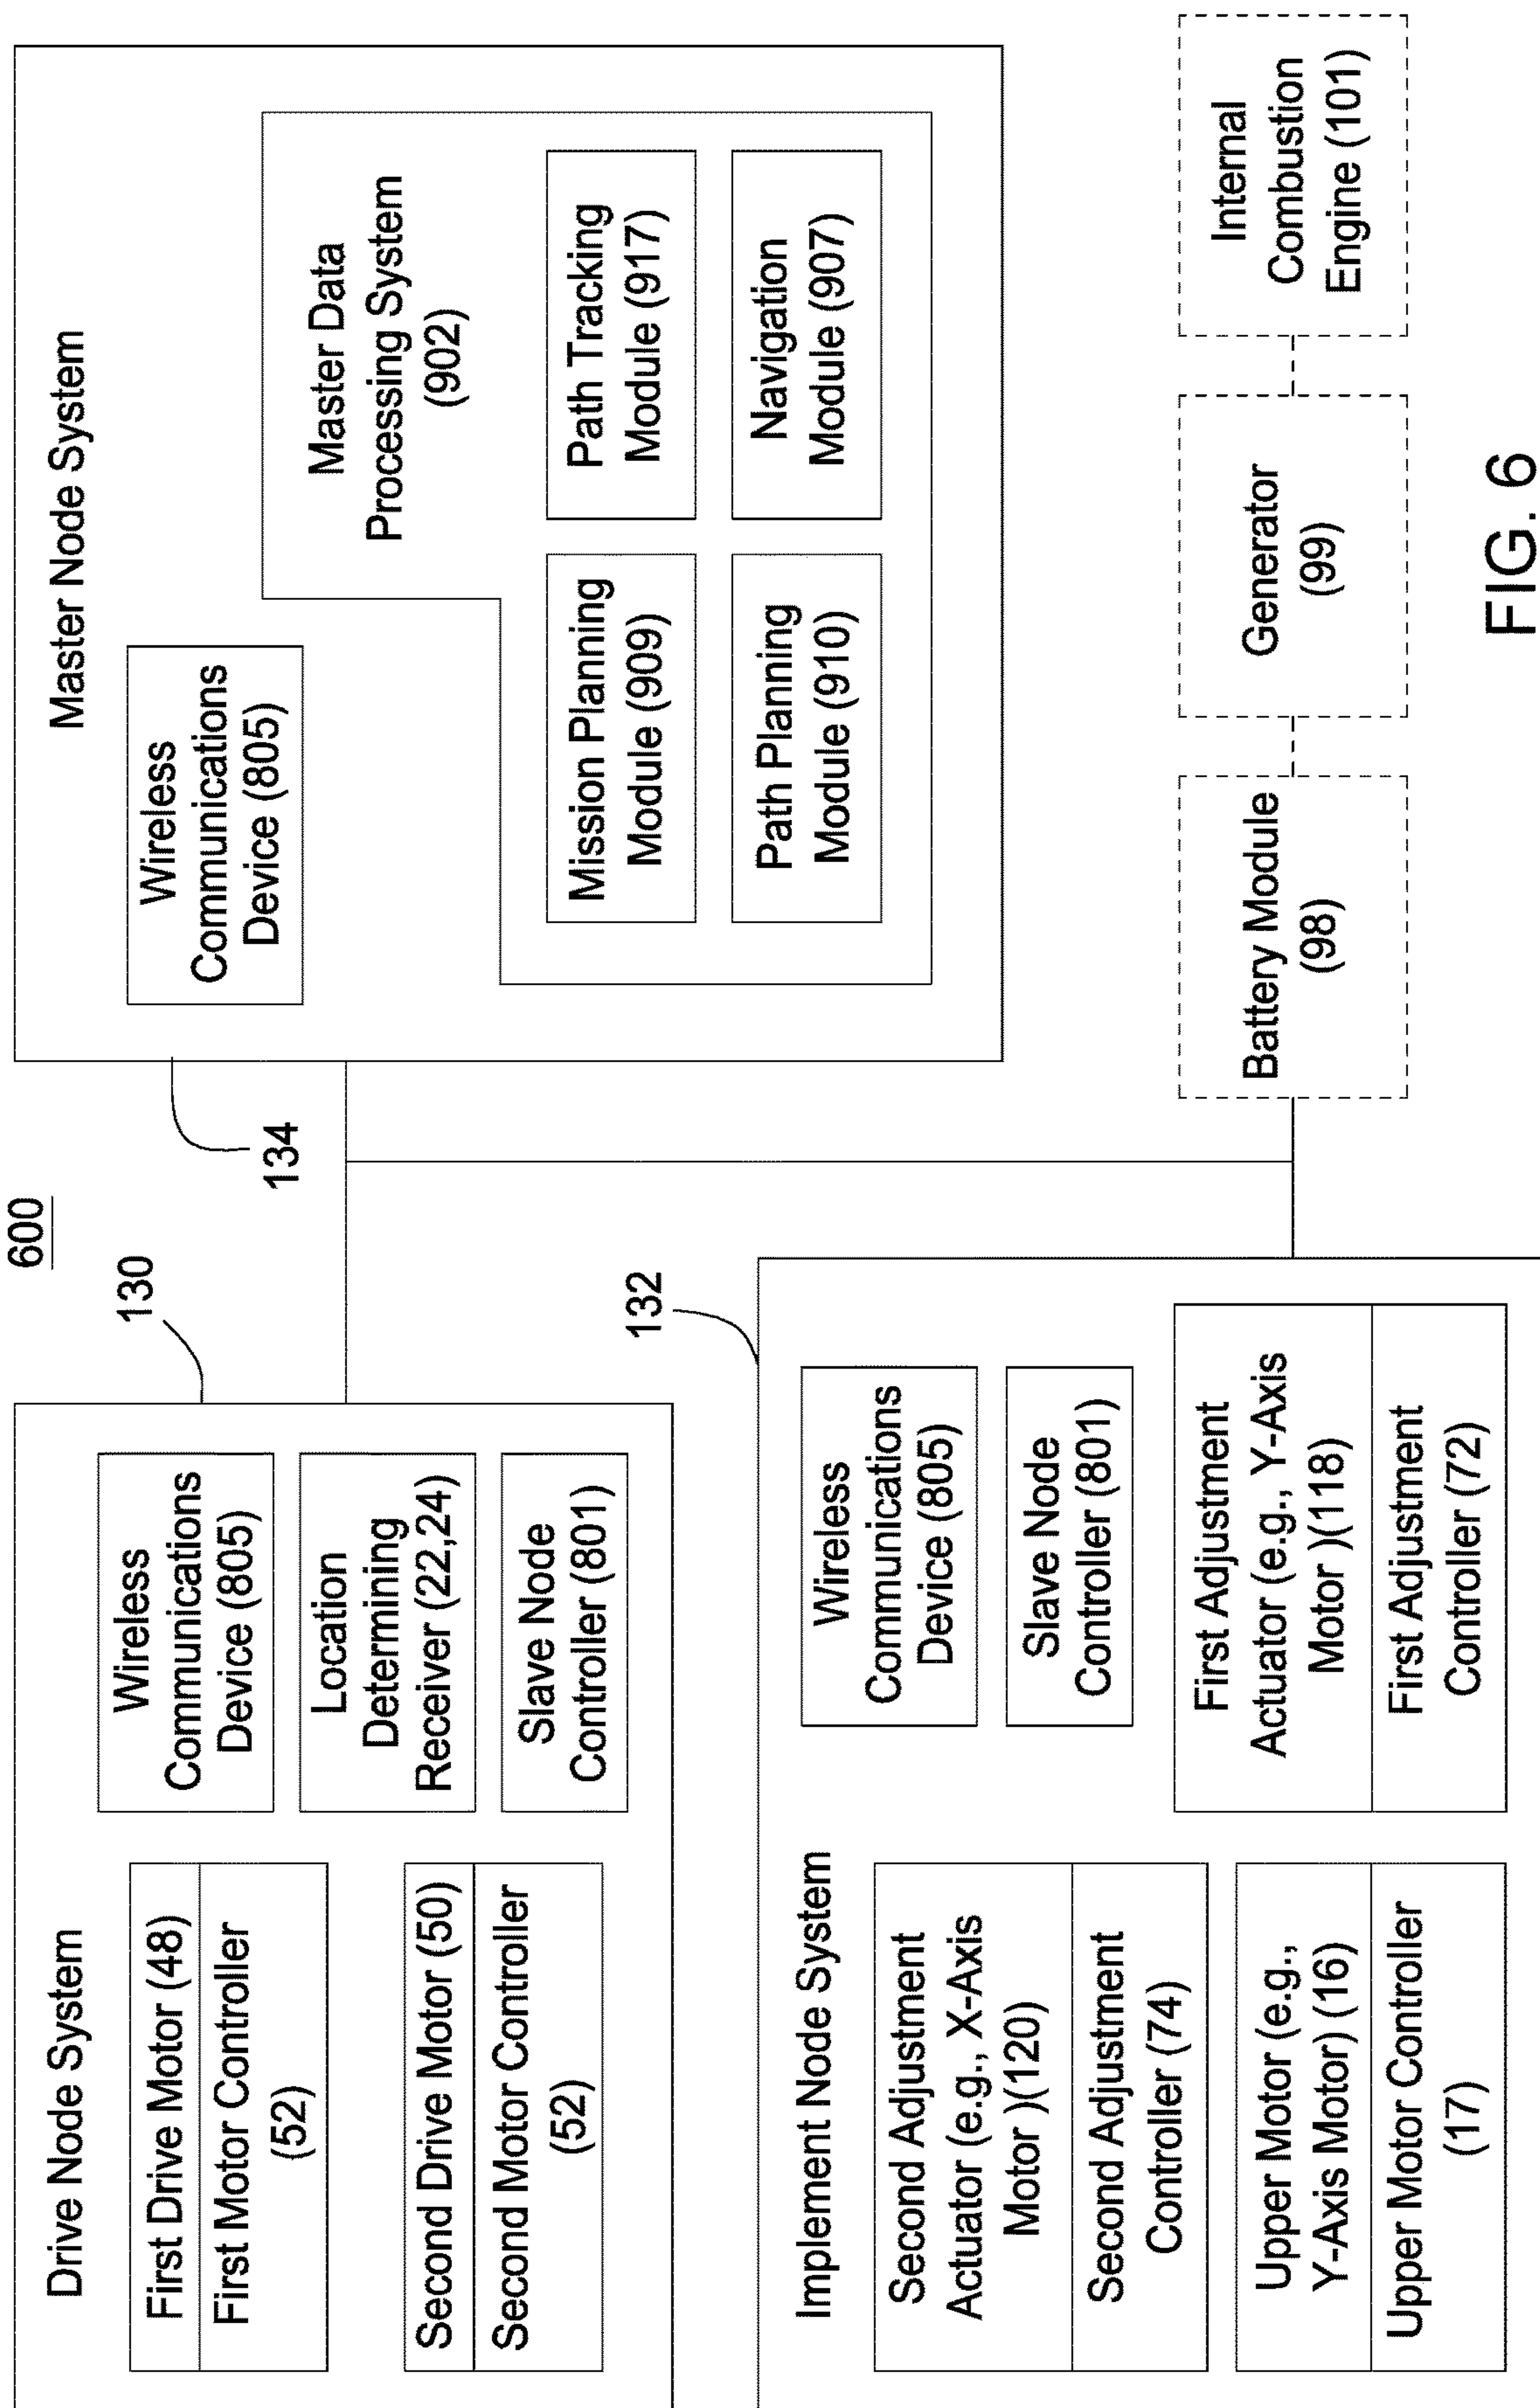 600
Drive Node System
130
First Drive Motor (48)
First Motor Controller
(52)
Second Drive Motor (50)
Second Motor Controller
(52)
Wireless
Communications
Device (805)
Location
Determining
Receiver (22,24)
Slave Node
Controller (801)
Master Node System
134
Wireless
Communications
Device (805)
Master Data
Processing System
(902)
Mission Planning
Module (909)
Path Tracking
Module (917)
Path Planning
Module (910)
Navigation
Module (907)
132
Implement Node System
Wireless
Communications
Device (805)
Slave Node
Controller (801)
Second Adjustment
Actuator (e.g., X-Axis
Motor )(120)
Second Adjustment
Controller (74)
First Adjustment
Actuator (e.g., Y-Axis
Motor )(118)
First Adjustment
Controller (72)
Upper Motor (e.g.,
Y-Axis Motor) (16)
Upper Motor Controller
(17)
Battery Module
(98)
Generator
(99)
Internal
Combustion
Engine (101)
FIG. 6